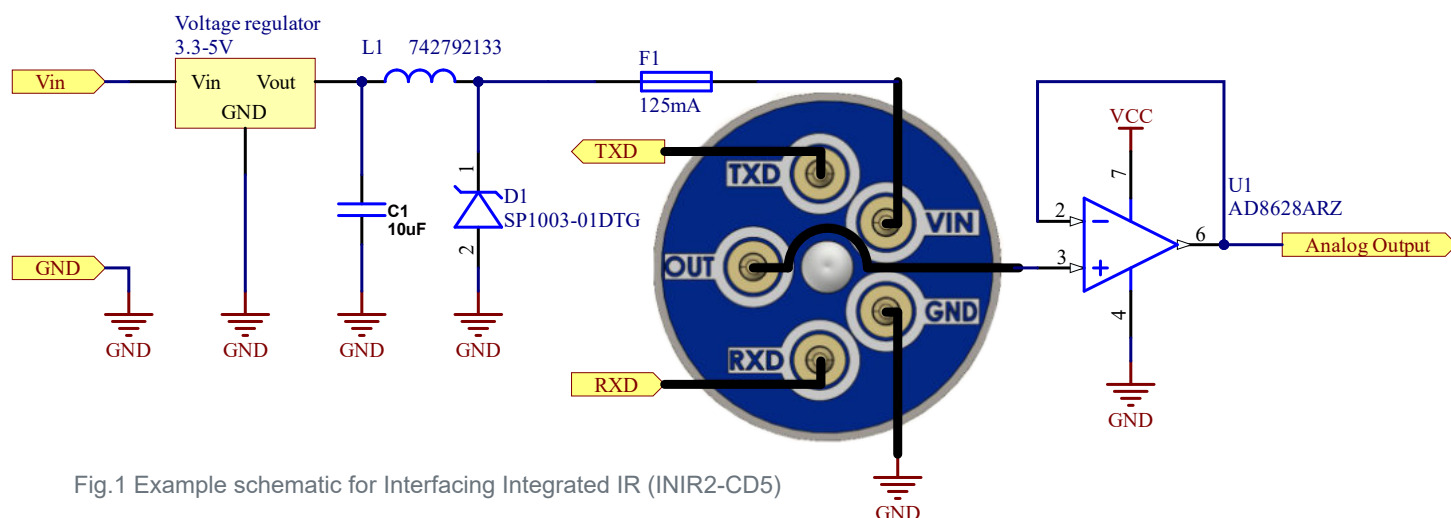 Voltage regulator
3.3-5V
L1 742792133
F1
Vin
Vin Vout
GND
125mA
VCC
TXD
TXD
1
7
U1
AD8628ARZ
C1
10uF
D1
SP1003-01DTG
VIN
2
6
2
GND
OUT
3
Analog Output
GND
4
GND
GND
GND
GND
RXD
RXD
GND
Fig.1 Example schematic for Interfacing Integrated IR (INIR2-CD5)
GND